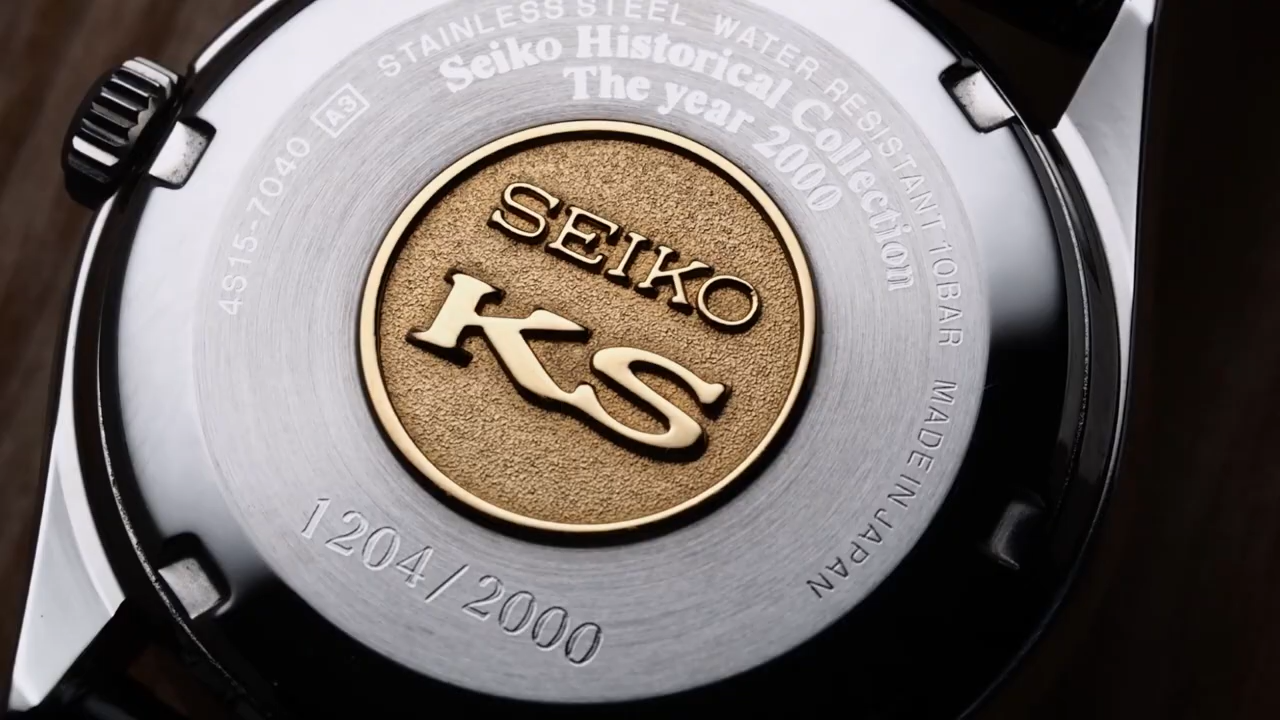 STAINLESS STEEL WATER RESISTANT 10BAR MADE IN JAPAN
Seiko Historical Collection
The year 2000
4S15-7040 A3
SEIKO
KS
1204/2000